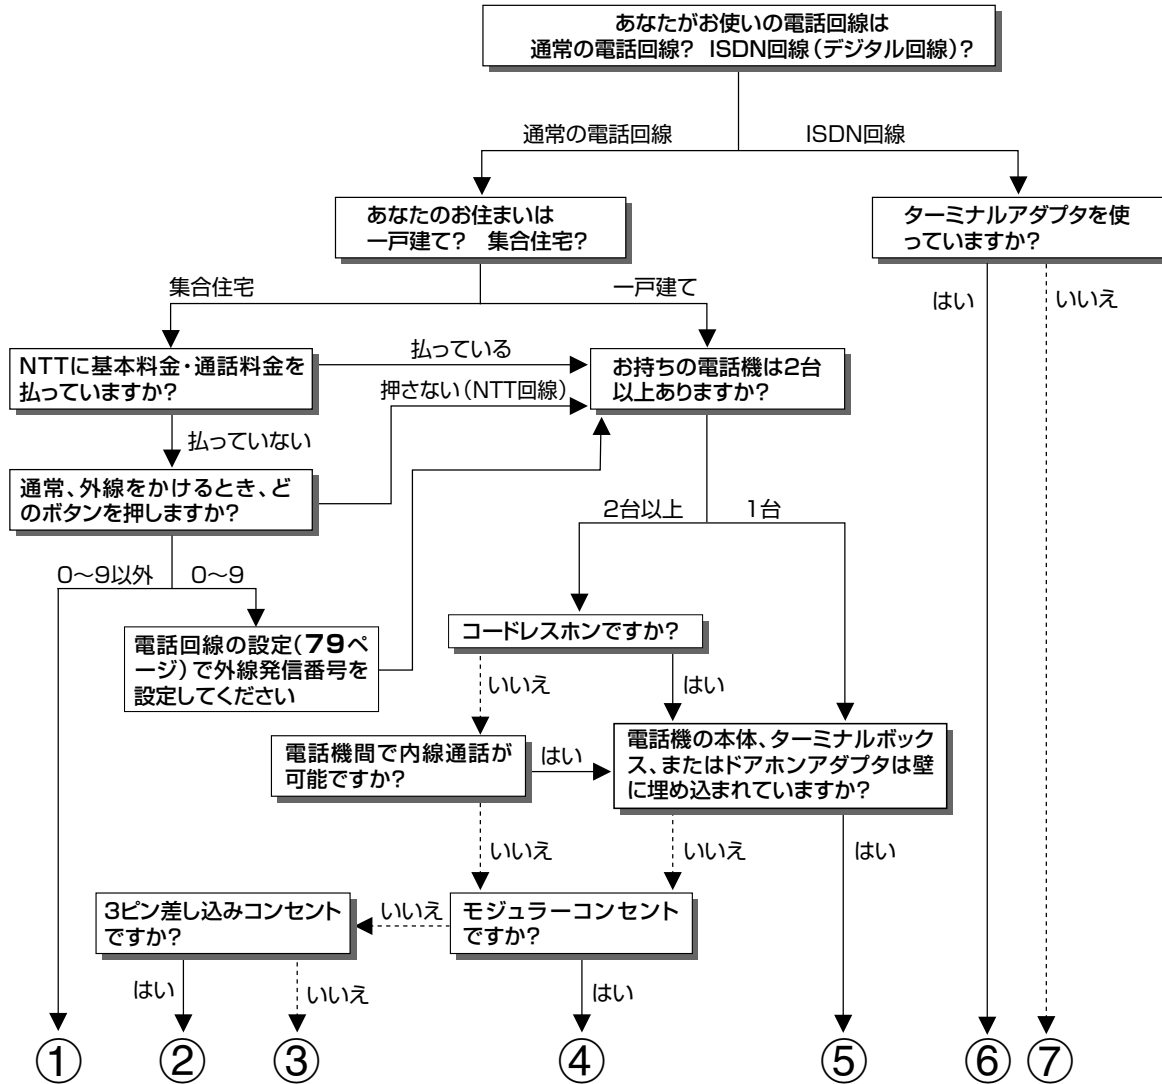 あなたがお使いの電話回線は
通常の電話回線? ISDN回線(デジタル回線)?
通常の電話回線
ISDN回線
あなたのお住まいは
一戸建て? 集合住宅?
ターミナルアダプタを使
っていますか?
集合住宅
一戸建て
はい
いいえ
NTTに基本料金・通話料金を
払っていますか?
払っている
お持ちの電話機は2台
以上ありますか?
押さない(NTT回線)
払っていない
通常、外線をかけるとき、ど
のボタンを押しますか?
2台以上
1台
0〜9以外
0〜9
電話回線の設定(79ペ
ージ)で外線発信番号を
設定してください
コードレスホンですか?
いいえ
はい
電話機間で内線通話が
可能ですか?
はい
電話機の本体、ターミナルボック
ス、またはドアホンアダプタは壁
に埋め込まれていますか?
いいえ
いいえ
はい
3ピン差し込みコンセント
ですか?
いいえ
モジュラーコンセント
ですか?
はい
いいえ
はい
①
②
③
④
⑤
⑥
⑦